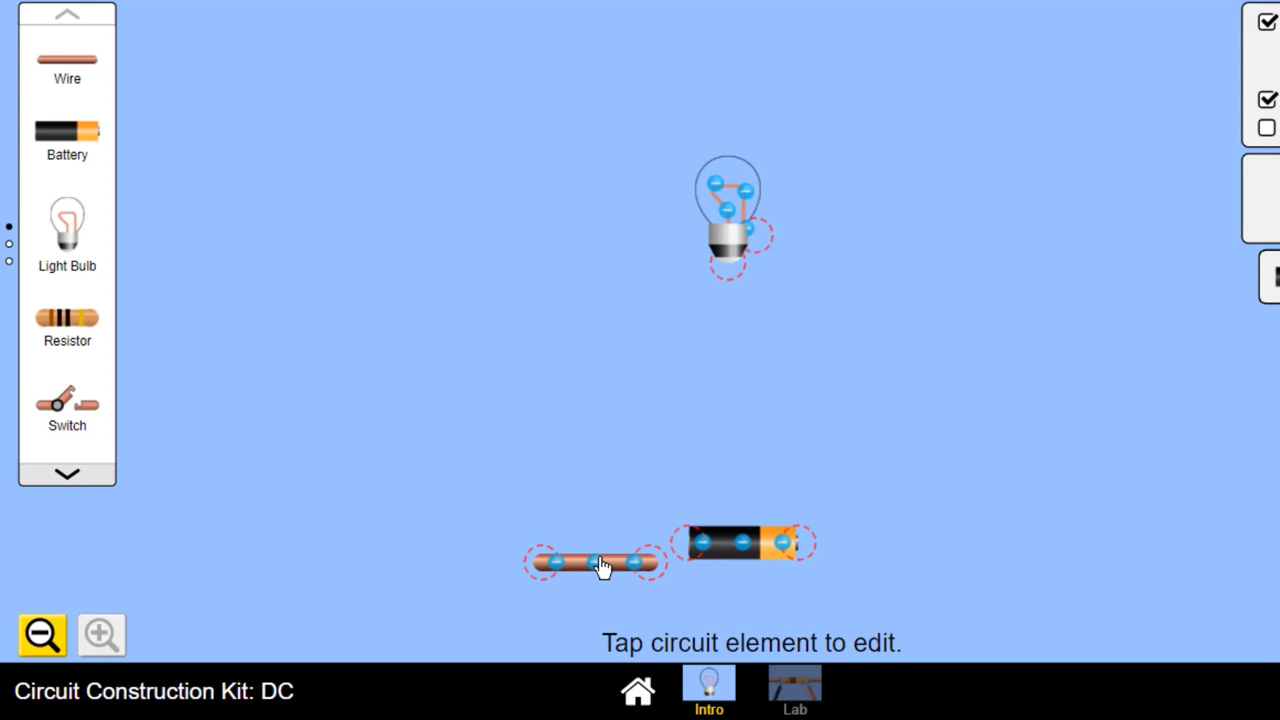 Wire
Battery
Light Bulb
Resistor
Switch
Tap circuit element to edit.
Circuit Construction Kit: DC
Intro
Lab